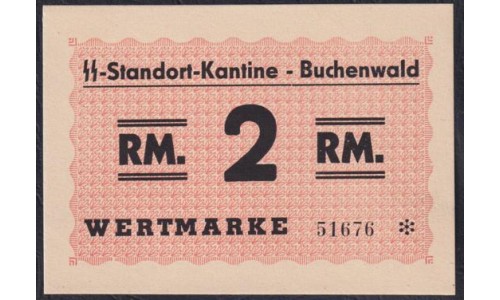 SS-Standort-Kantine - Buchenwald
RM. 2 RM.
WERTMARKE 51676 *